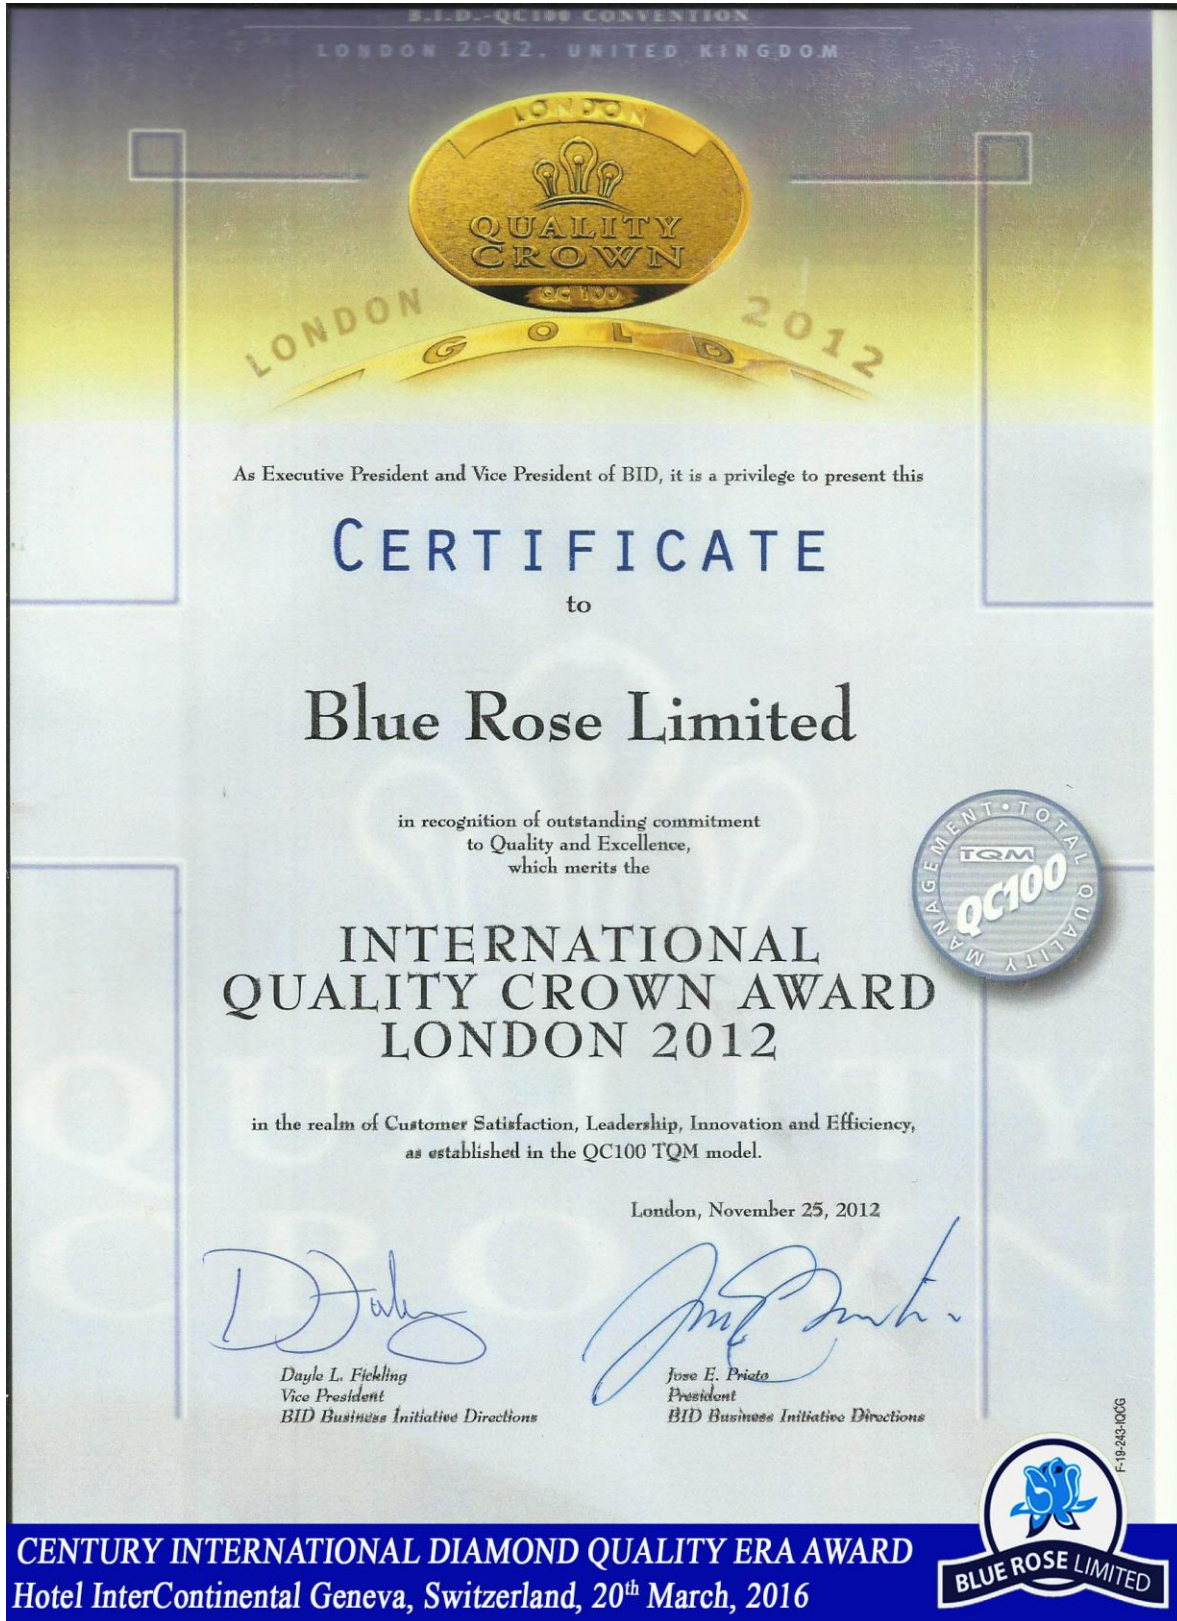 B.I.D.-QC100 CONVENTION
LONDON 2012. UNITED KINGDOM
LONDON
QUALITY
CROWN
QC 100
LONDON 2012
GOLD
As Executive President and Vice President of BID, it is a privilege to present this
CERTIFICATE
to
Blue Rose Limited
in recognition of outstanding commitment
to Quality and Excellence,
which merits the
MANAGEMENT • TOTAL QUALITY
TQM
QC100
INTERNATIONAL
QUALITY CROWN AWARD
LONDON 2012
QUALITY
CROWN
in the realm of Customer Satisfaction, Leadership, Innovation and Efficiency,
as established in the QC100 TQM model.
London, November 25, 2012
Dayle L. Fickling
Vice President
BID Business Initiative Directions
Jose E. Prieto
President
BID Business Initiative Directions
F-19-243-IQCG
CENTURY INTERNATIONAL DIAMOND QUALITY ERA AWARD
Hotel InterContinental Geneva, Switzerland, 20th March, 2016
BLUE ROSE LIMITED